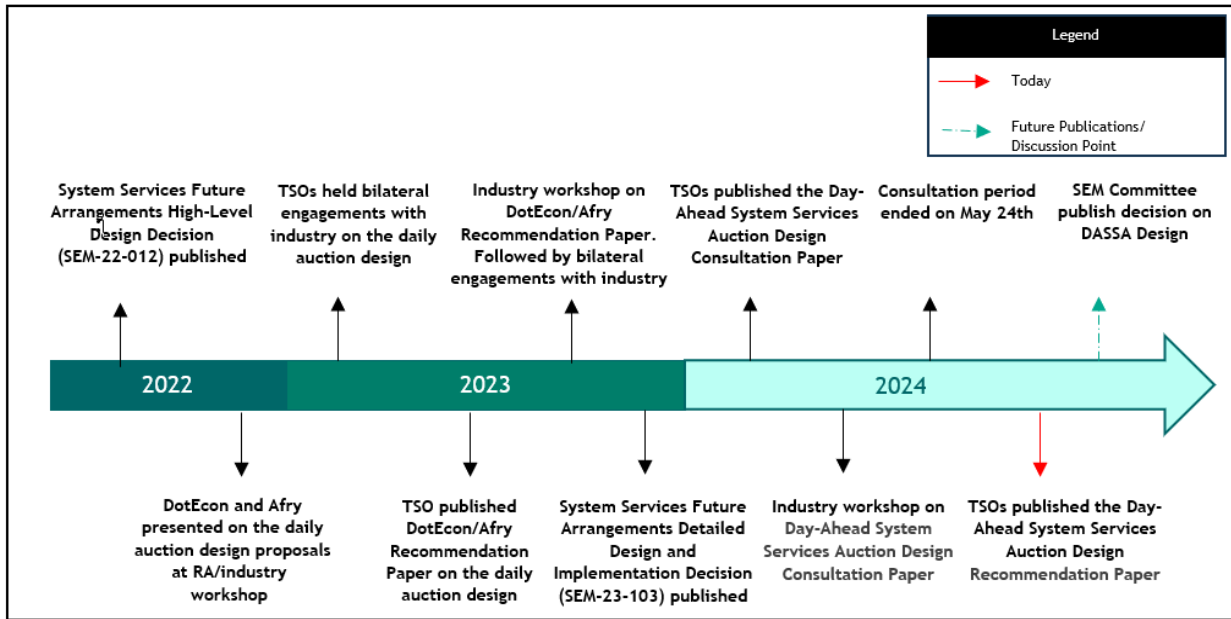 Legend
Today
Future Publications/
Discussion Point
System Services Future
Arrangements High-Level
Design Decision
(SEM-22-012) published
TSOs held bilateral
engagements with
industry on the daily
auction design
Industry workshop on
DotEcon/Afry
Recommendation Paper.
Followed by bilateral
engagements with industry
TSOs published the Day-
Ahead System Services
Auction Design
Consultation Paper
Consultation period
ended on May 24th
SEM Committee
publish decision on
DASSA Design
2022
2023
2024
DotEcon and Afry
presented on the daily
auction design proposals
at RA/industry
workshop
TSO published
DotEcon/Afry
Recommendation
Paper on the daily
auction design
System Services Future
Arrangements Detailed
Design and
Implementation Decision
(SEM-23-103) published
Industry workshop on
Day-Ahead System
Services Auction Design
Consultation Paper
TSOs published the Day-
Ahead System Services
Auction Design
Recommendation Paper